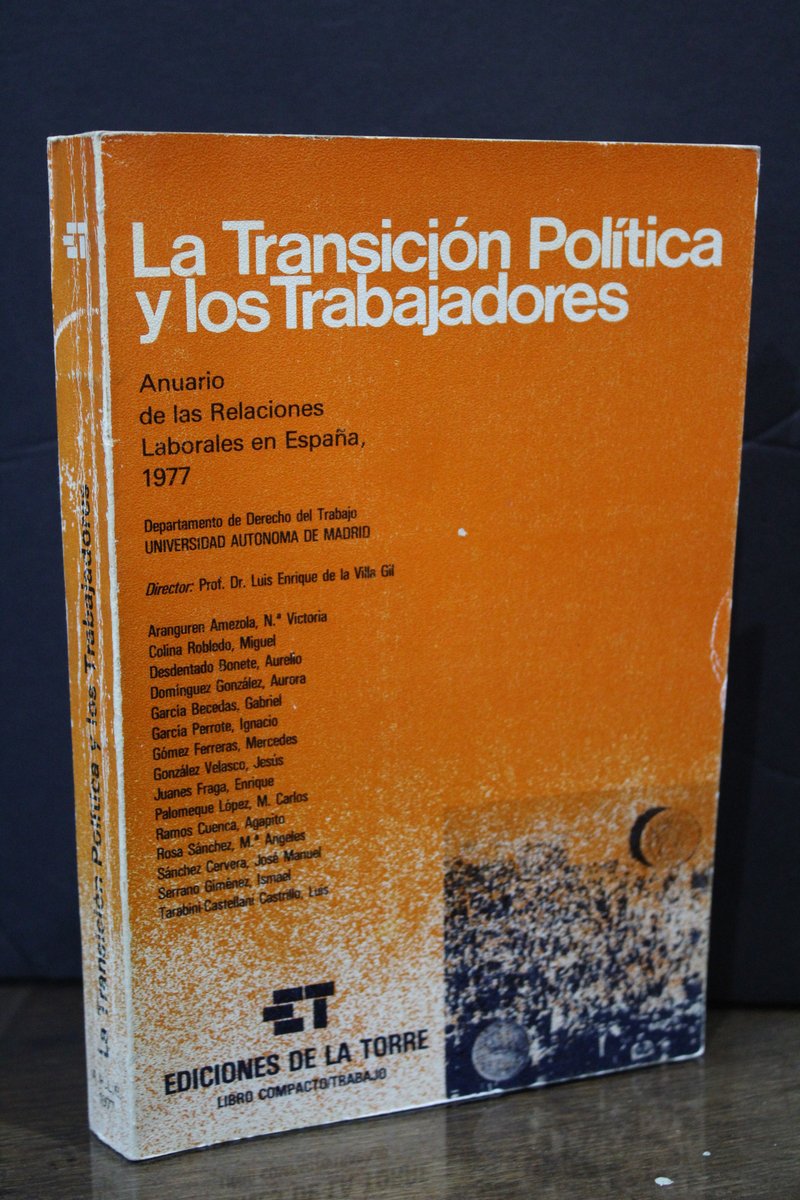 La Transición Política
y los Trabajadores
Anuario
de las Relaciones
Laborales en España,
1977
Departamento de Derecho del Trabajo
UNIVERSIDAD AUTONOMA DE MADRID
Director: Prof. Dr. Luis Enrique de la Villa Gil
Aranguren Amezola, N.ª Victoria
Colina Robledo, Miguel
Desdentado Bonete, Aurelio
Domínguez González, Aurora
García Becedas, Gabriel
García Perrote, Ignacio
Gómez Ferreras, Mercedes
González Velasco, Jesús
Juanes Fraga, Enrique
Palomeque López, M. Carlos
Ramos Cuenca, Agapito
Rosa Sánchez, M.ª Angeles
Sánchez Cervera, José Manuel
Serrano Giménez, Ismael
Tarabini-Castellani Castrillo, Luis
ET
EDICIONES DE LA TORRE
LIBRO COMPACTO/TRABAJO
ET
La Transición Política y los Trabajadores
1977